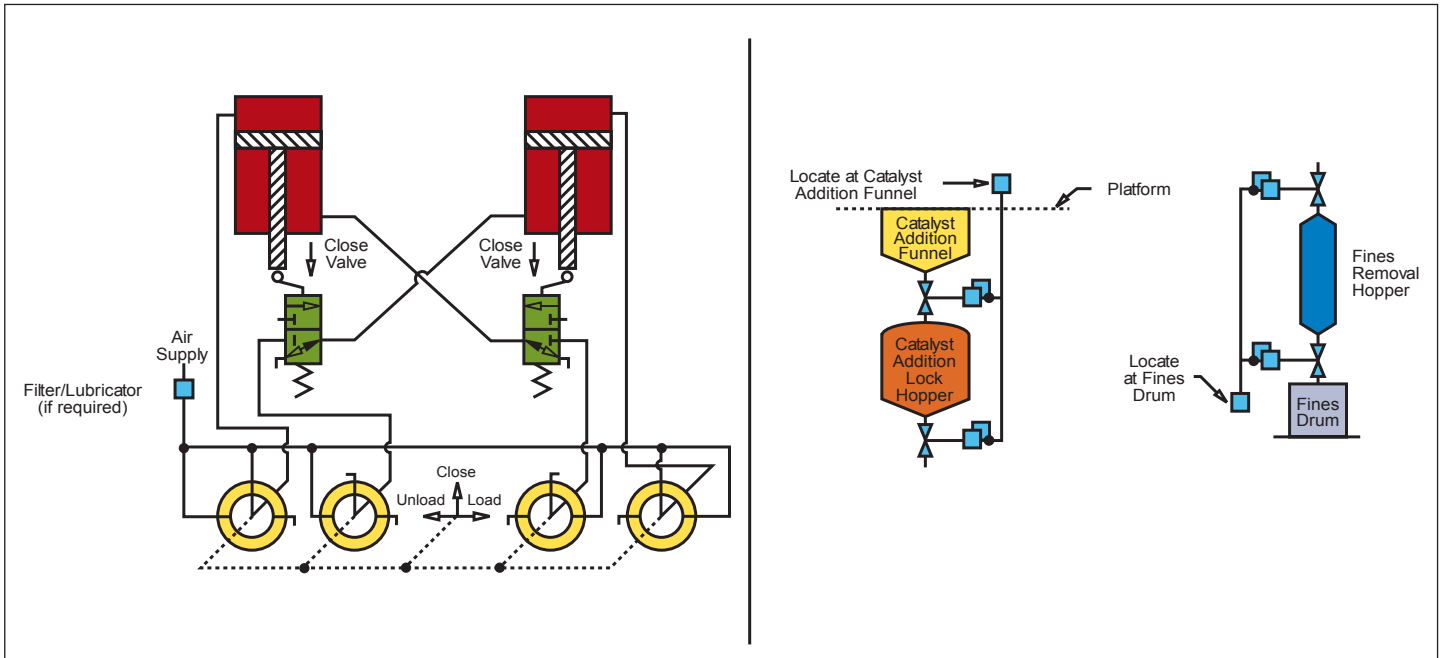 Close
Valve
Close
Valve
Air
Supply
Filter/Lubricator
(if required)
Close
Unload
Load
Locate at Catalyst
Addition Funnel
Platform
Catalyst
Addition
Funnel
Catalyst
Addition
Lock
Hopper
Fines
Removal
Hopper
Locate
at Fines
Drum
Fines
Drum